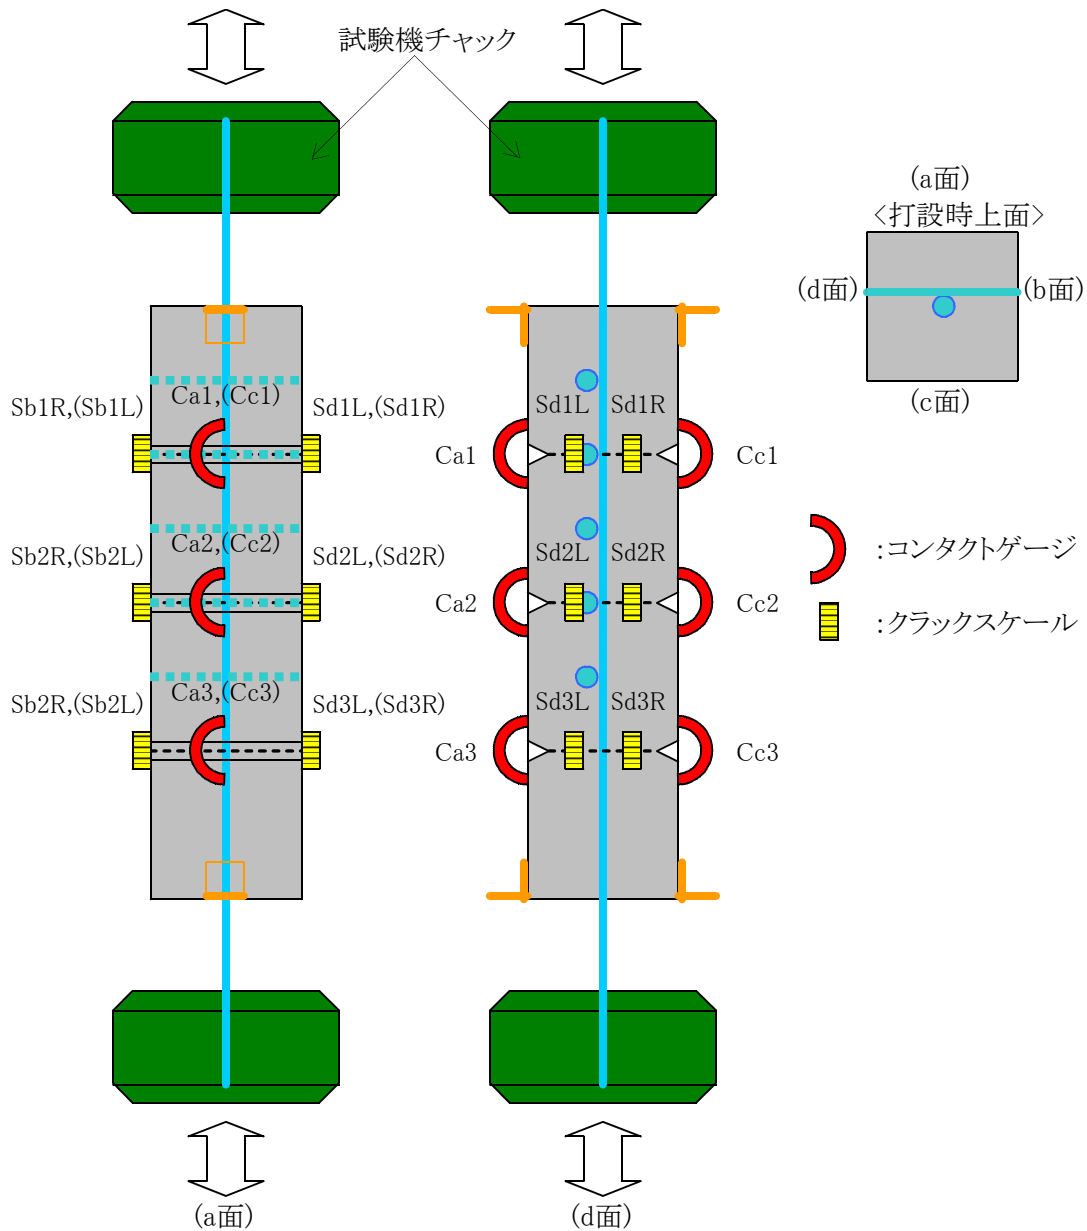 試験機チャック
(a面)
<打設時上面>
(d面)
(b面)
(c面)
Ca1,(Cc1)
Sb1R,(Sb1L)
Sd1L,(Sd1R)
Ca2,(Cc2)
Sb2R,(Sb2L)
Sd2L,(Sd2R)
Ca3,(Cc3)
Sb2R,(Sb2L)
Sd3L,(Sd3R)
Sd1L
Sd1R
Ca1
Cc1
Sd2L
Sd2R
Ca2
Cc2
Sd3L
Sd3R
Ca3
Cc3
:コンタクトゲージ
:クラックスケール
(a面)
(d面)